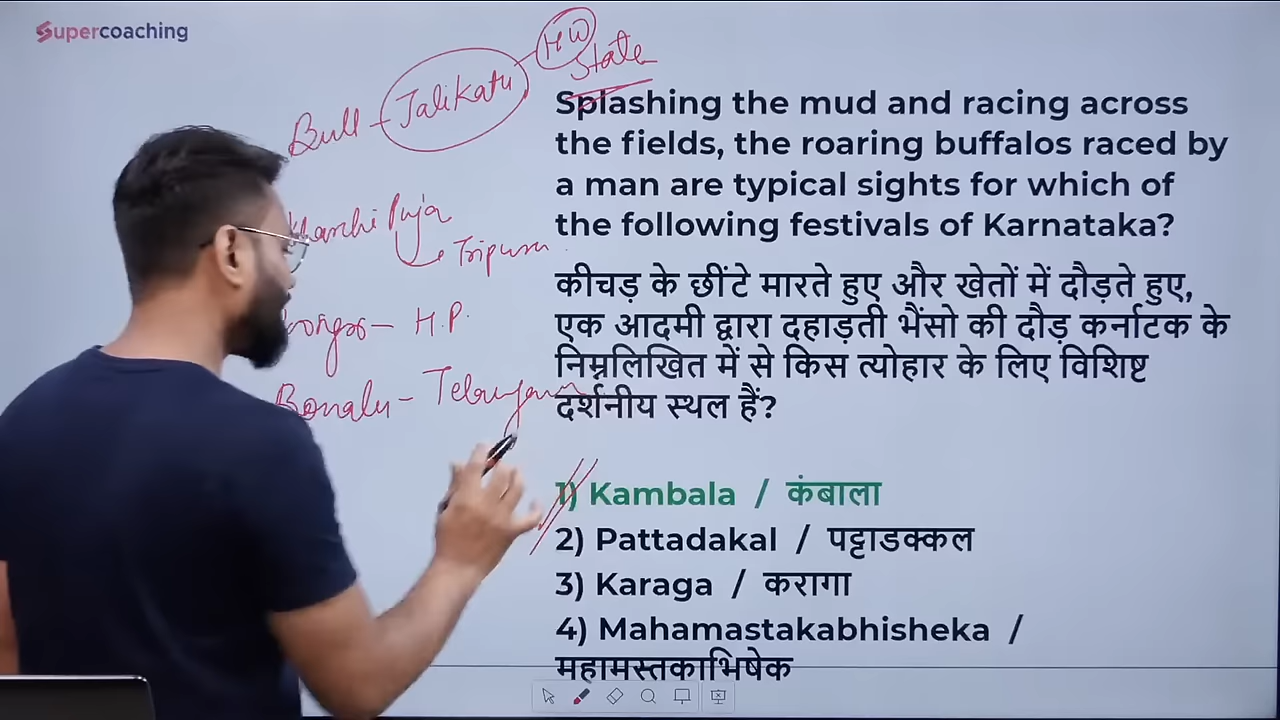 Supercoaching
Bull - Jalikatu - HW
State
Kharchi Puja
Tripura
- H.P.
Bonalu - Telangana
Splashing the mud and racing across
the fields, the roaring buffalos raced by
a man are typical sights for which of
the following festivals of Karnataka?
कीचड़ के छींटे मारते हुए और खेतों में दौड़ते हुए,
एक आदमी द्वारा दहाड़ती भैंसो की दौड़ कर्नाटक के
निम्नलिखित में से किस त्योहार के लिए विशिष्ट
दर्शनीय स्थल हैं?
1) Kambala / कंबाला
2) Pattadakal / पट्टाडक्कल
3) Karaga / करागा
4) Mahamastakabhisheka /
महामस्तकाभिषेक